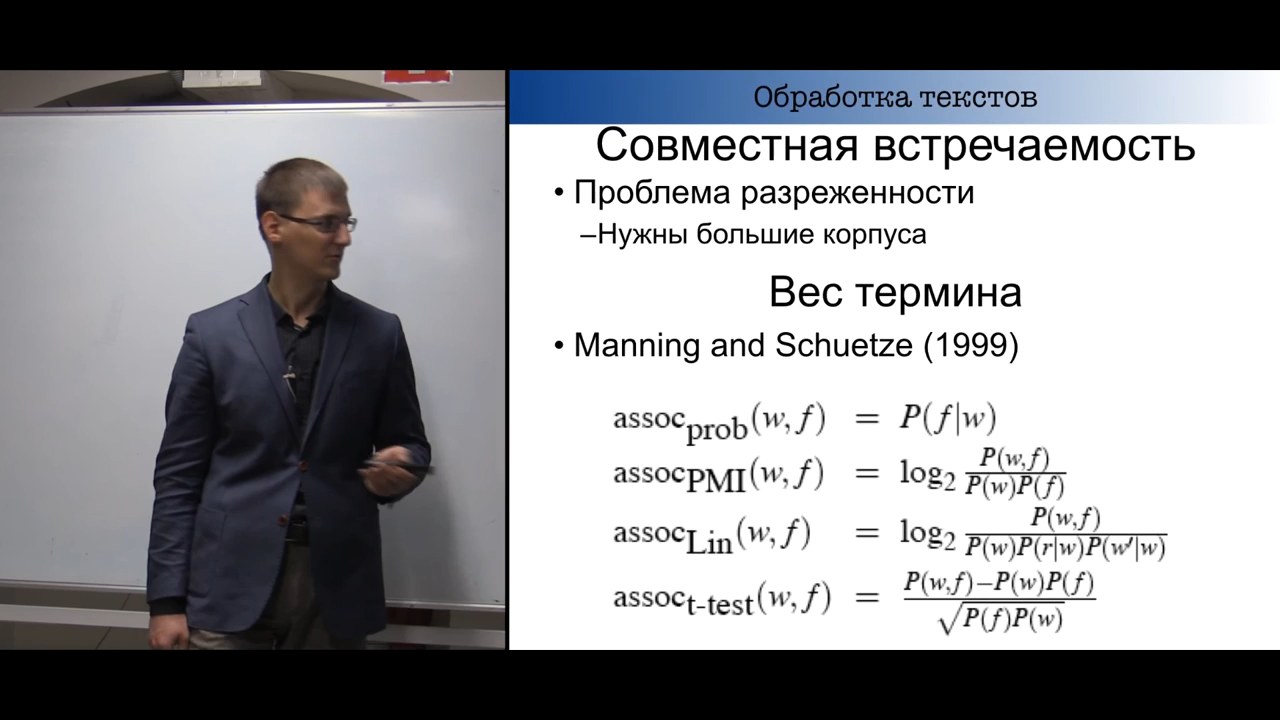 Обработка текстов
Совместная встречаемость
• Проблема разреженности
–Нужны большие корпуса
Вес термина
• Manning and Schuetze (1999)
assoc_prob(w, f) = P(f|w)
assoc_PMI(w, f) = log₂ P(w,f) / P(w)P(f)
assoc_Lin(w, f) = log₂ P(w,f) / P(w)P(r|w)P(w′|w)
assoc_t-test(w, f) = P(w,f)−P(w)P(f) / √P(f)P(w)